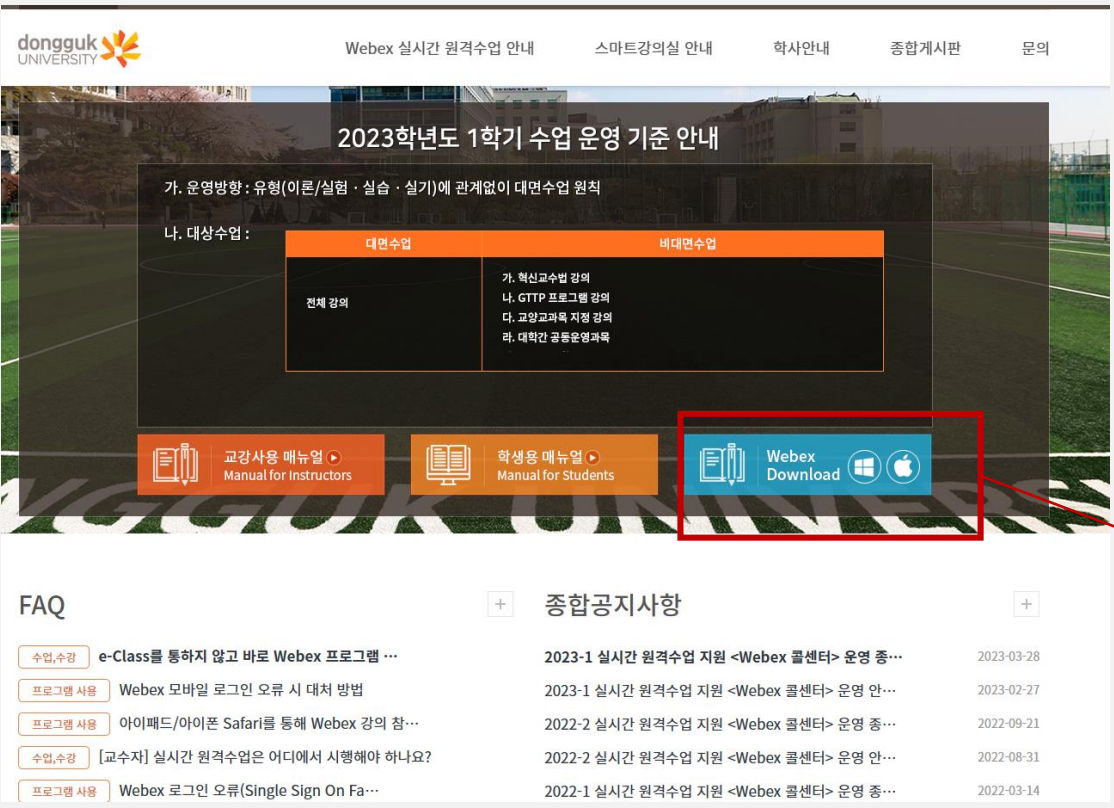 dongguk
UNIVERSITY
Webex 실시간 원격수업 안내
스마트강의실 안내
학사안내
종합게시판
문의
2023학년도 1학기 수업 운영 기준 안내
가. 운영방향 : 유형(이론/실험 · 실습 · 실기)에 관계없이 대면수업 원칙
나. 대상수업 :
대면수업
비대면수업
전체 강의
가. 혁신교수법 강의
나. GTTP 프로그램 강의
다. 교양교과목 지정 강의
라. 대학간 공동운영과목
교강사용 매뉴얼
Manual for Instructors
학생용 매뉴얼
Manual for Students
Webex
Download
FAQ
+
수업,수강 e-Class를 통하지 않고 바로 Webex 프로그램 …
프로그램 사용 Webex 모바일 로그인 오류 시 대처 방법
프로그램 사용 아이패드/아이폰 Safari를 통해 Webex 강의 참…
수업,수강 [교수자] 실시간 원격수업은 어디에서 시행해야 하나요?
프로그램 사용 Webex 로그인 오류(Single Sign On Fa…
종합공지사항
+
2023-1 실시간 원격수업 지원 <Webex 콜센터> 운영 종… 2023-03-28
2023-1 실시간 원격수업 지원 <Webex 콜센터> 운영 안… 2023-02-27
2022-2 실시간 원격수업 지원 <Webex 콜센터> 운영 종… 2022-09-21
2022-2 실시간 원격수업 지원 <Webex 콜센터> 운영 안… 2022-08-31
2022-1 실시간 원격수업 지원 <Webex 콜센터> 운영 종… 2022-03-14